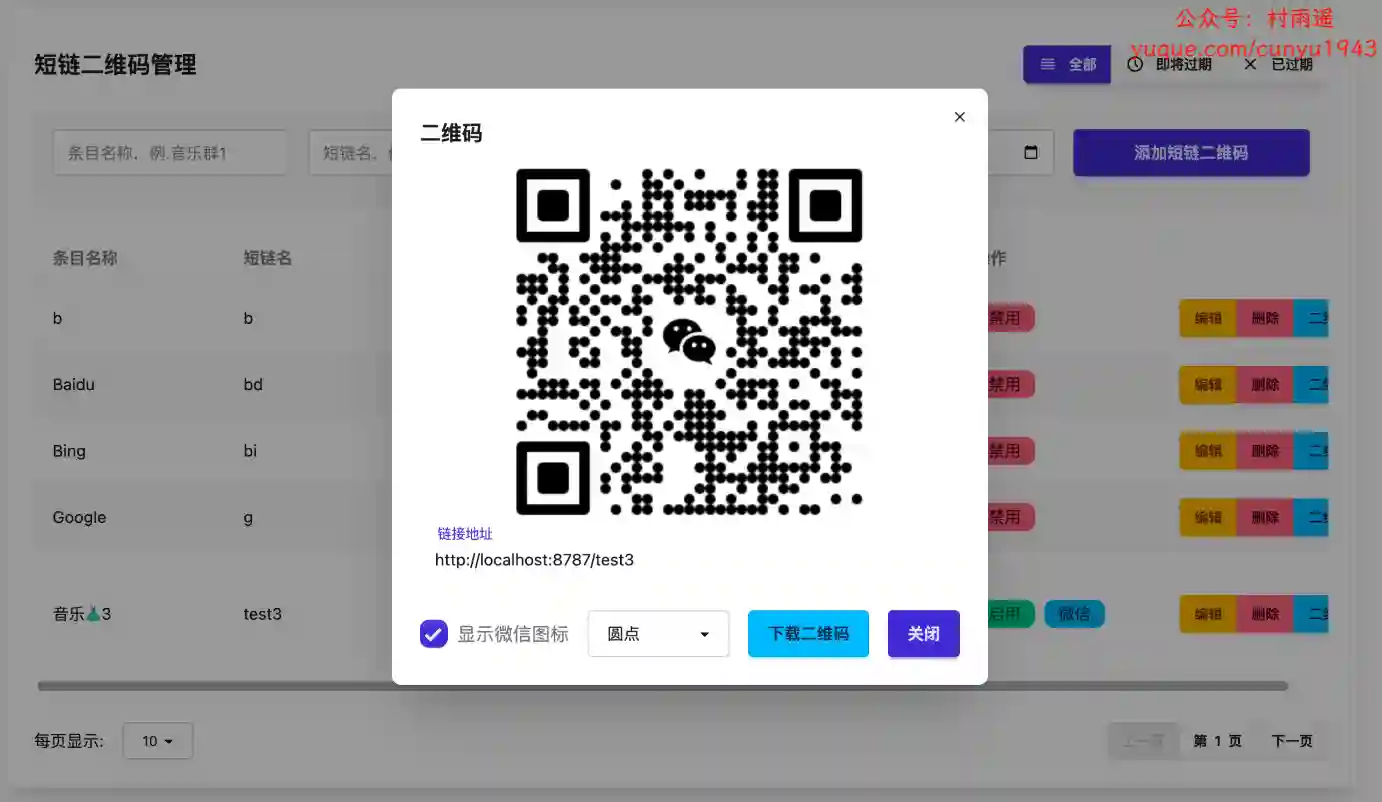 公众号：村雨遥
yuque.com/cunyu1943
短链二维码管理
全部 即将过期 已过期
条目名称，例.音乐群1 短链名， 添加短链二维码
条目名称 短链名 作
b b 禁用 编辑 删除 二
Baidu bd 禁用 编辑 删除 二
Bing bi 禁用 编辑 删除 二
Google g 禁用 编辑 删除 二
音乐3 test3 启用 微信 编辑 删除 二
每页显示: 10 上一页 第 1 页 下一页
二维码
链接地址
http://localhost:8787/test3
显示微信图标 圆点 下载二维码 关闭